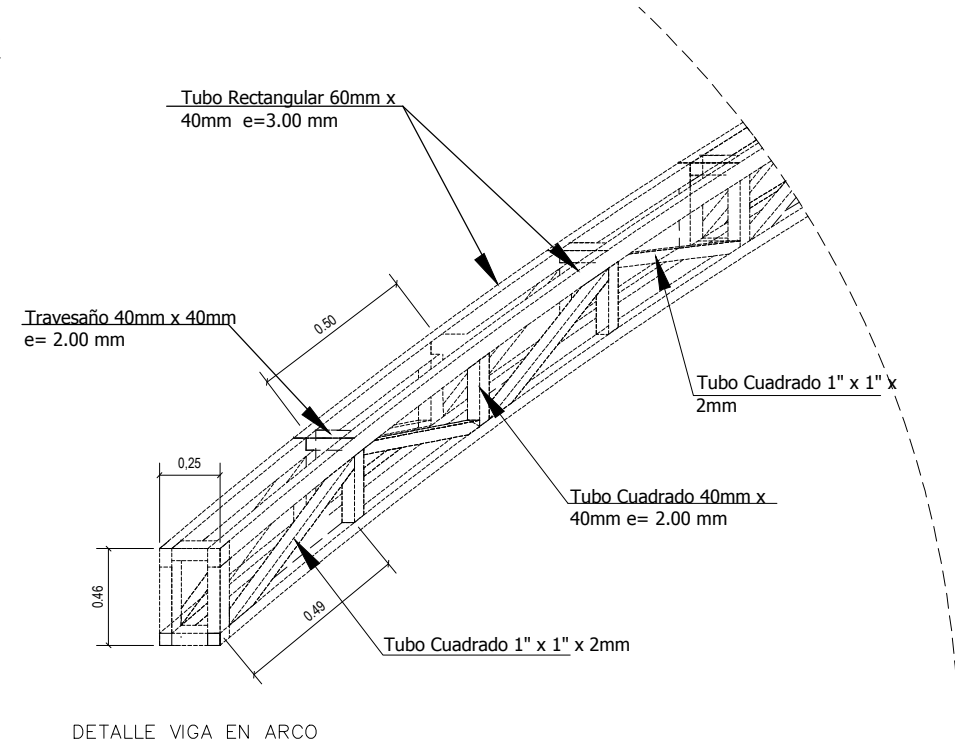 Tubo Rectangular 60mm x
40mm e=3.00 mm
0.50
Travesaño 40mm x 40mm
e= 2.00 mm
Tubo Cuadrado 1" x 1" x
2mm
0,25
Tubo Cuadrado 40mm x
40mm e= 2.00 mm
0.46
0.49
Tubo Cuadrado 1" x 1" x 2mm
DETALLE VIGA EN ARCO